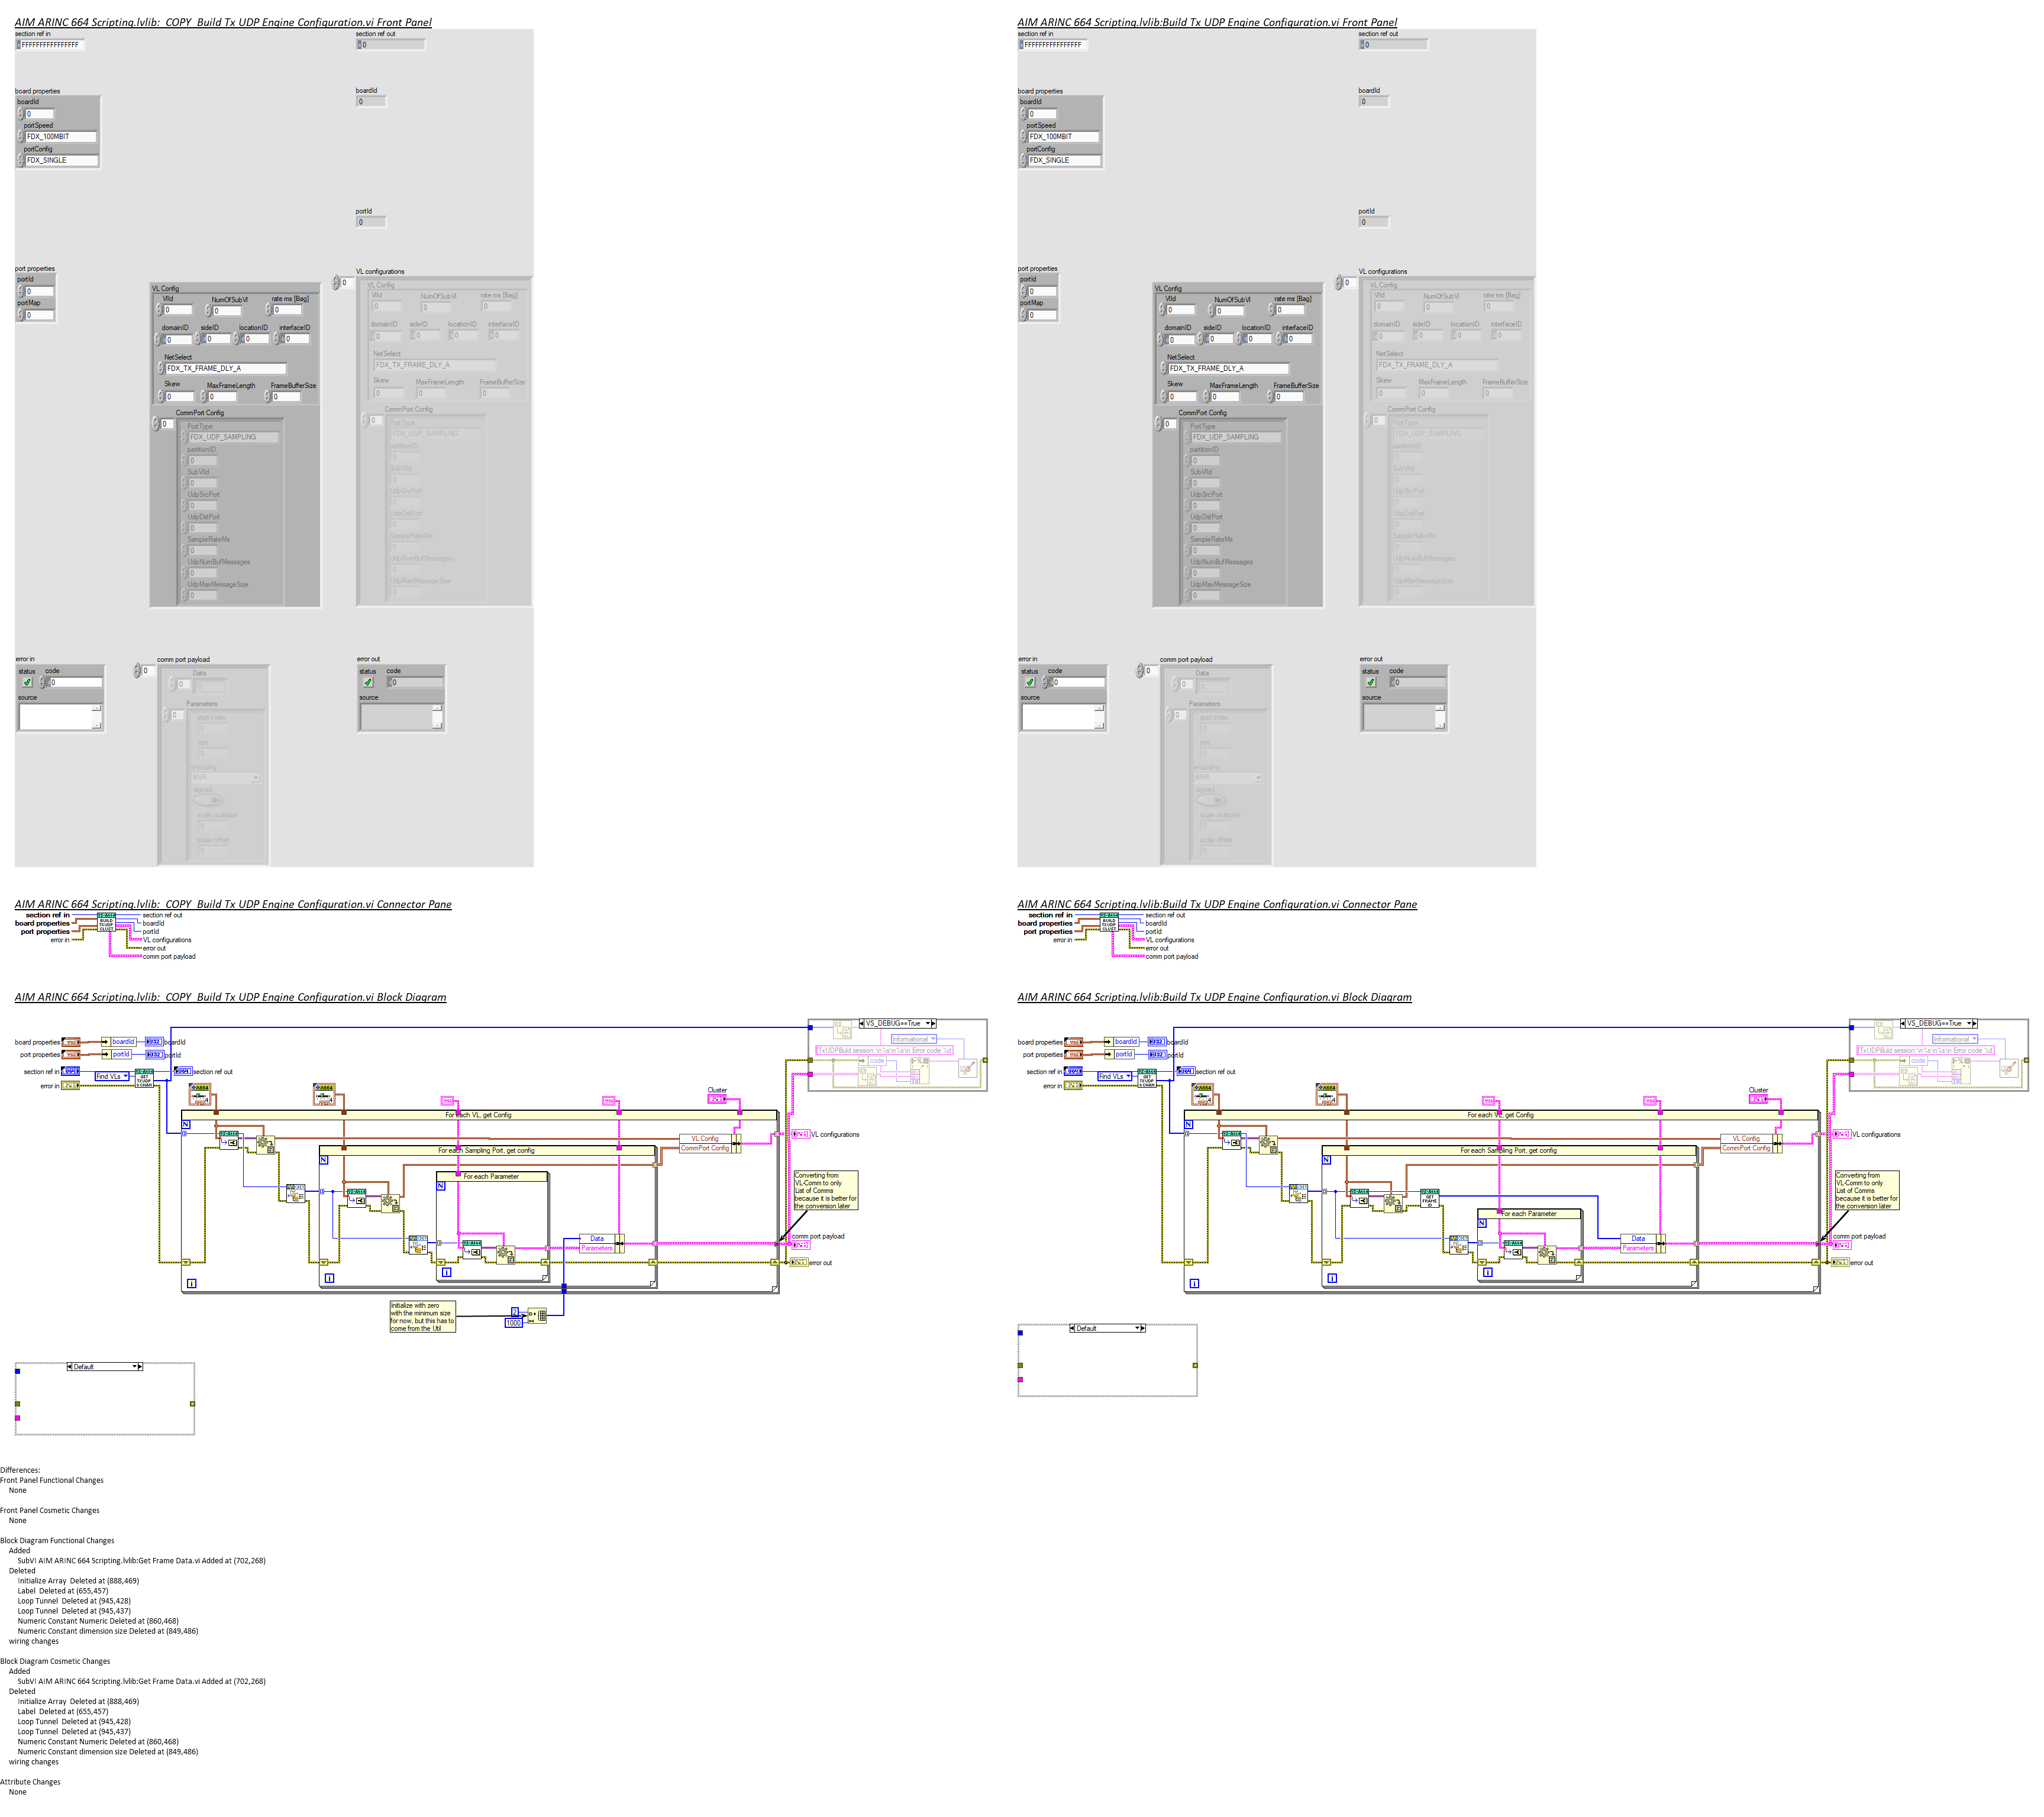 AIM ARINC 664 Scripting.lvlib:_COPY_Build Tx UDP Engine Configuration.vi Front Panel
section ref in
FFFFFFFFFFFFFFFF
section ref out
0
board properties
boardId
0
portSpeed
FDX_100MBIT
portConfig
FDX_SINGLE
boardId
0
portId
0
port properties
portId
0
portMap
0
VL Config
VlId
NumOfSubVl
rate ms [Bag]
0
0
0
domainID
sideID
locationID
interfaceID
0
0
0
0
NetSelect
FDX_TX_FRAME_DLY_A
Skew
MaxFrameLength
FrameBufferSize
0
0
0
CommPort Config
0
PortType
FDX_UDP_SAMPLING
partitionID
0
SubVlId
0
UdpSrcPort
0
UdpDstPort
0
SampleRateMs
0
UdpNumBufMessages
0
UdpMaxMessageSize
0
VL configurations
0
VL Config
VlId
NumOfSubVl
rate ms [Bag]
0
0
0
domainID
sideID
locationID
interfaceID
0
0
0
0
NetSelect
FDX_TX_FRAME_DLY_A
Skew
MaxFrameLength
FrameBufferSize
0
0
0
CommPort Config
0
PortType
FDX_UDP_SAMPLING
partitionID
0
SubVlId
0
UdpSrcPort
0
UdpDstPort
0
SampleRateMs
0
UdpNumBufMessages
0
UdpMaxMessageSize
0
error in
status
code
0
source
comm port payload
0
Data
0
0
Parameters
0
start index
0
size
0
encoding
BNR
signed
scale multiplier
0
scale offset
0
error out
status
code
0
source
AIM ARINC 664 Scripting.lvlib:_COPY_Build Tx UDP Engine Configuration.vi Connector Pane
section ref in
board properties
port properties
error in
BUILD
TX UDP
section ref out
boardId
portId
VL configurations
error out
comm port payload
AIM ARINC 664 Scripting.lvlib:_COPY_Build Tx UDP Engine Configuration.vi Block Diagram
board properties
boardId
boardId
port properties
portId
portId
section ref in
section ref out
Find VLs
error in
VS_DEBUG==True
Informational
code
Cluster
For each VL, get Config
VL Config
CommPort Config
VL configurations
For each Sampling Port, get config
For each Parameter
Converting from
VL-Comm to only
List of Comms
because it is better for
the conversion later
Data
Parameters
comm port payload
error out
N
N
N
i
i
i
Initialize with zero
with the minimum size
for now, but this has to
come from the Util
1000
Default
AIM ARINC 664 Scripting.lvlib:Build Tx UDP Engine Configuration.vi Front Panel
section ref in
FFFFFFFFFFFFFFFF
section ref out
0
board properties
boardId
0
portSpeed
FDX_100MBIT
portConfig
FDX_SINGLE
boardId
0
portId
0
port properties
portId
0
portMap
0
VL Config
VlId
NumOfSubVl
rate ms [Bag]
0
0
0
domainID
sideID
locationID
interfaceID
0
0
0
0
NetSelect
FDX_TX_FRAME_DLY_A
Skew
MaxFrameLength
FrameBufferSize
0
0
0
CommPort Config
0
PortType
FDX_UDP_SAMPLING
partitionID
0
SubVlId
0
UdpSrcPort
0
UdpDstPort
0
SampleRateMs
0
UdpNumBufMessages
0
UdpMaxMessageSize
0
VL configurations
0
VL Config
VlId
NumOfSubVl
rate ms [Bag]
0
0
0
domainID
sideID
locationID
interfaceID
0
0
0
0
NetSelect
FDX_TX_FRAME_DLY_A
Skew
MaxFrameLength
FrameBufferSize
0
0
0
CommPort Config
0
PortType
FDX_UDP_SAMPLING
partitionID
0
SubVlId
0
UdpSrcPort
0
UdpDstPort
0
SampleRateMs
0
UdpNumBufMessages
0
UdpMaxMessageSize
0
error in
status
code
0
source
comm port payload
0
Data
0
0
Parameters
0
start index
0
size
0
encoding
BNR
signed
scale multiplier
0
scale offset
0
error out
status
code
0
source
AIM ARINC 664 Scripting.lvlib:Build Tx UDP Engine Configuration.vi Connector Pane
section ref in
board properties
port properties
error in
BUILD
TX UDP
section ref out
boardId
portId
VL configurations
error out
comm port payload
AIM ARINC 664 Scripting.lvlib:Build Tx UDP Engine Configuration.vi Block Diagram
board properties
boardId
boardId
port properties
portId
portId
section ref in
section ref out
Find VLs
error in
VS_DEBUG==True
Informational
code
Cluster
For each VL, get Config
VL Config
CommPort Config
VL configurations
For each Sampling Port, get config
GET
FRAME
For each Parameter
Converting from
VL-Comm to only
List of Comms
because it is better for
the conversion later
Data
Parameters
comm port payload
error out
N
N
N
i
i
i
Default
Differences:
Front Panel Functional Changes
None
Front Panel Cosmetic Changes
None
Block Diagram Functional Changes
Added
SubVI AIM ARINC 664 Scripting.lvlib:Get Frame Data.vi Added at (702,268)
Deleted
Initialize Array Deleted at (888,469)
Label Deleted at (655,457)
Loop Tunnel Deleted at (945,428)
Loop Tunnel Deleted at (945,437)
Numeric Constant Numeric Deleted at (860,468)
Numeric Constant dimension size Deleted at (849,486)
wiring changes
Block Diagram Cosmetic Changes
Added
SubVI AIM ARINC 664 Scripting.lvlib:Get Frame Data.vi Added at (702,268)
Deleted
Initialize Array Deleted at (888,469)
Label Deleted at (655,457)
Loop Tunnel Deleted at (945,428)
Loop Tunnel Deleted at (945,437)
Numeric Constant Numeric Deleted at (860,468)
Numeric Constant dimension size Deleted at (849,486)
wiring changes
Attribute Changes
None